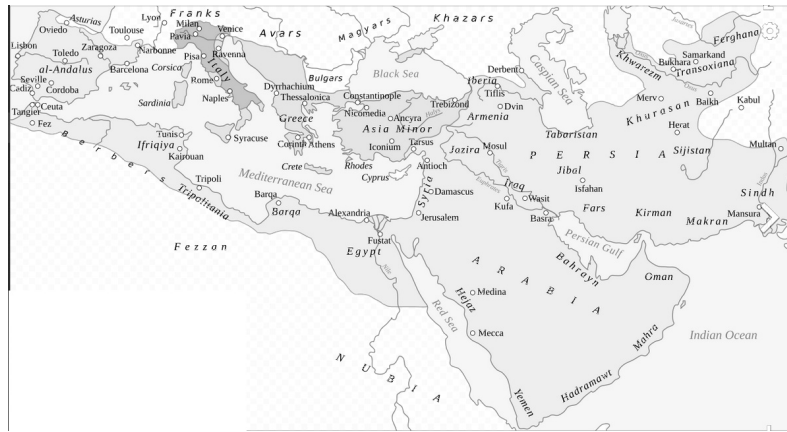 Franks
Khazars
Magyars
Avars
Asturias
Oviedo
Toulouse
Lyon
Milan
Venice
Pavia
Ravenna
Narbonne
Zaragoza
Toledo
Lisbon
al-Andalus
Barcelona
Corsica
Pisa
Italy
Rome
Naples
Sardinia
Seville
Cordoba
Cadiz
Ceuta
Tangier
Fez
Berbers
Tunis
Ifriqiya
Kairouan
Syracuse
Bulgars
Dyrrhachium
Thessalonica
Greece
Corinth
Athens
Crete
Rhodes
Cyprus
Black Sea
Constantinople
Nicomedia
Ancyra
Asia Minor
Iconium
Tarsus
Trebizond
Antioch
Iberia
Tiflis
Derbent
Dvin
Armenia
Caspian Sea
Tabaristan
Khwarezm
Ferghana
Samarkand
Bukhara
Transoxiana
Merv
Balkh
Kabul
Khurasan
Herat
Multan
Sijistan
PERSIA
Jibal
Isfahan
Jazira
Mosul
Iraq
Wasit
Kufa
Basra
Fars
Kirman
Makran
Sindh
Mansura
Syria
Damascus
Jerusalem
Mediterranean Sea
Tripoli
Tripolitania
Barqa
Barqa
Alexandria
Fustat
Egypt
Nile
Fezzan
Persian Gulf
Bahrayn
Oman
ARABIA
Medina
Hejaz
Mecca
Red Sea
NUBIA
Yemen
Hadramawt
Mahra
Indian Ocean